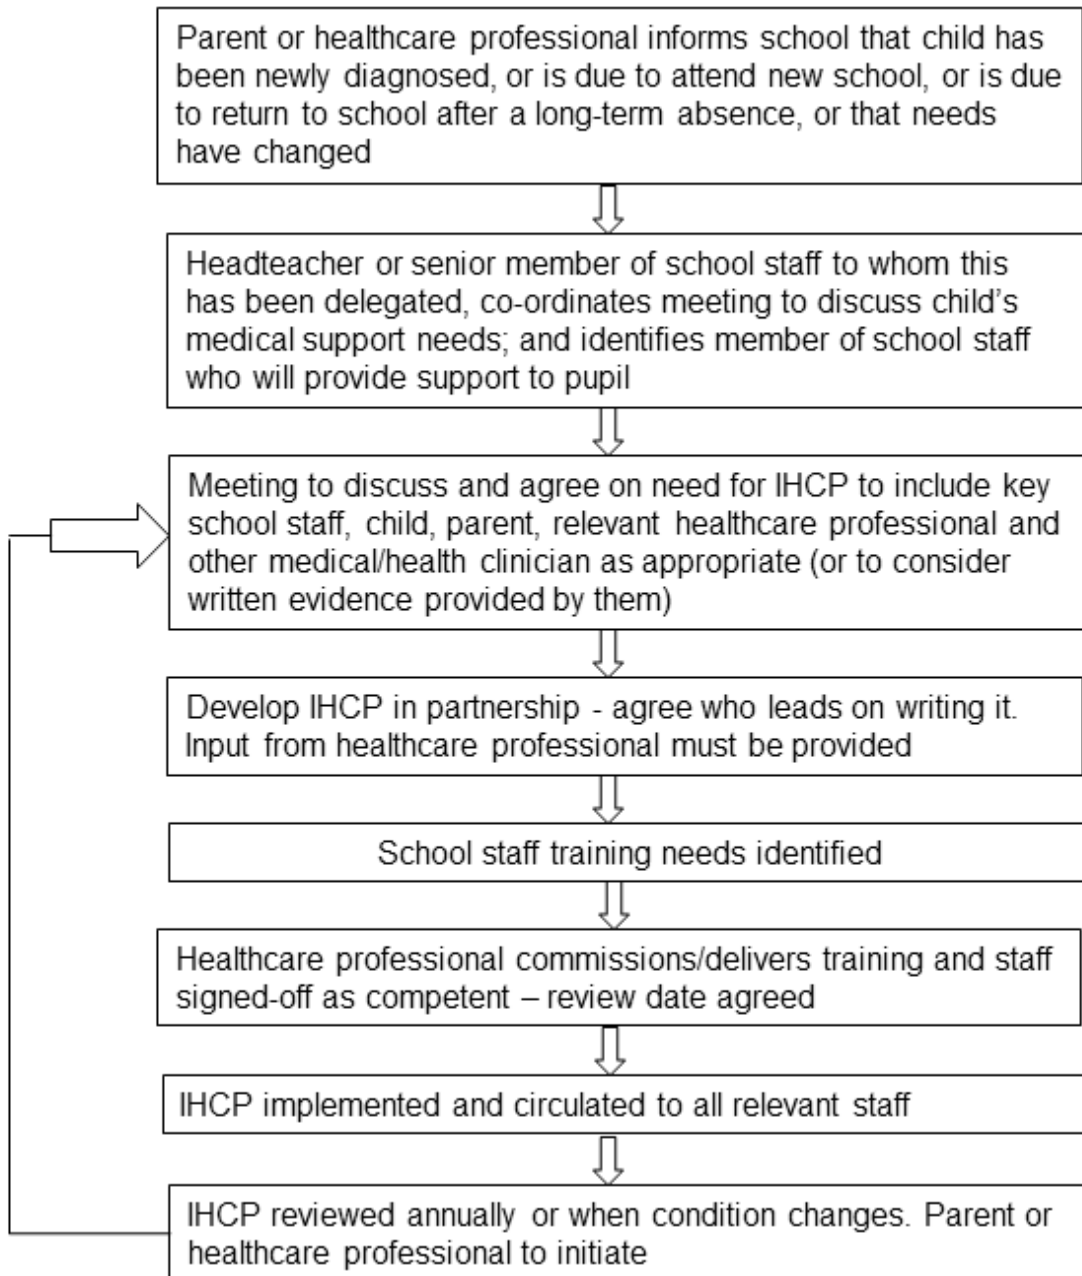 Parent or healthcare professional informs school that child has
been newly diagnosed, or is due to attend new school, or is due
to return to school after a long-term absence, or that needs
have changed
Headteacher or senior member of school staff to whom this
has been delegated, co-ordinates meeting to discuss child’s
medical support needs; and identifies member of school staff
who will provide support to pupil
Meeting to discuss and agree on need for IHCP to include key
school staff, child, parent, relevant healthcare professional and
other medical/health clinician as appropriate (or to consider
written evidence provided by them)
Develop IHCP in partnership - agree who leads on writing it.
Input from healthcare professional must be provided
School staff training needs identified
Healthcare professional commissions/delivers training and staff
signed-off as competent – review date agreed
IHCP implemented and circulated to all relevant staff
IHCP reviewed annually or when condition changes. Parent or
healthcare professional to initiate